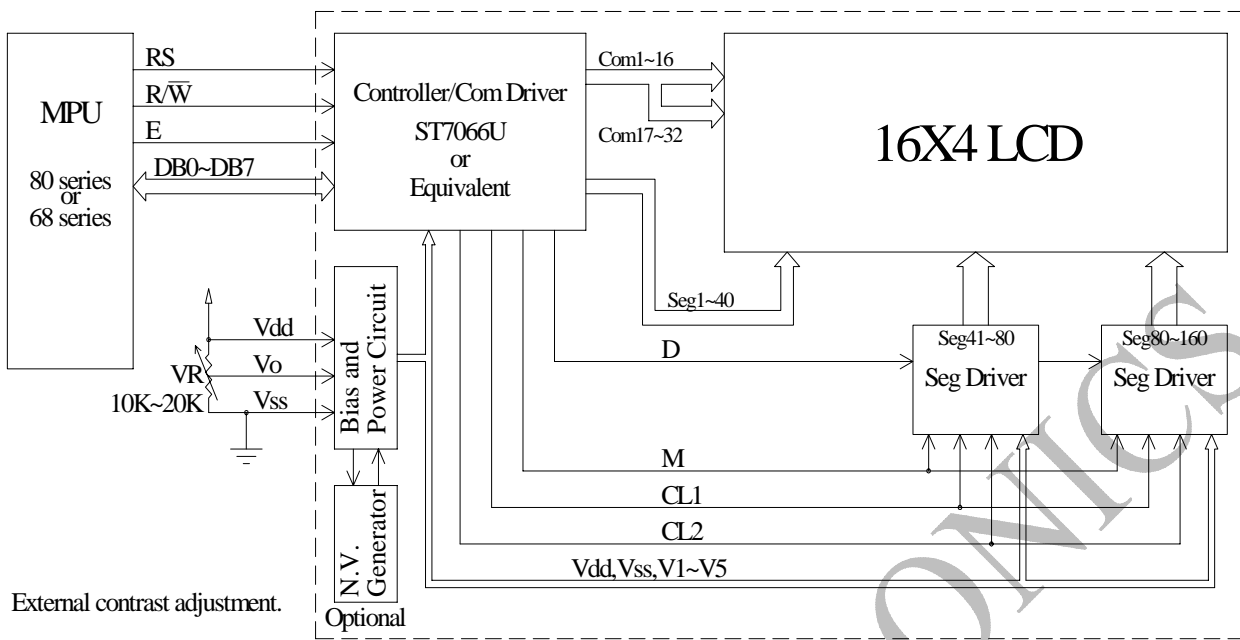 MPU
80 series
or
68 series
RS
R/W̅
E
DB0~DB7
Controller/Com Driver
ST7066U
or
Equivalent
Com1~16
Com17~32
16X4 LCD
Seg1~40
Vdd
Vo
Vss
VR
10K~20K
Bias and
Power Circuit
N.V.
Generator
Optional
D
Seg41~80
Seg Driver
Seg80~160
Seg Driver
M
CL1
CL2
Vdd,Vss,V1~V5
External contrast adjustment.
ONICS